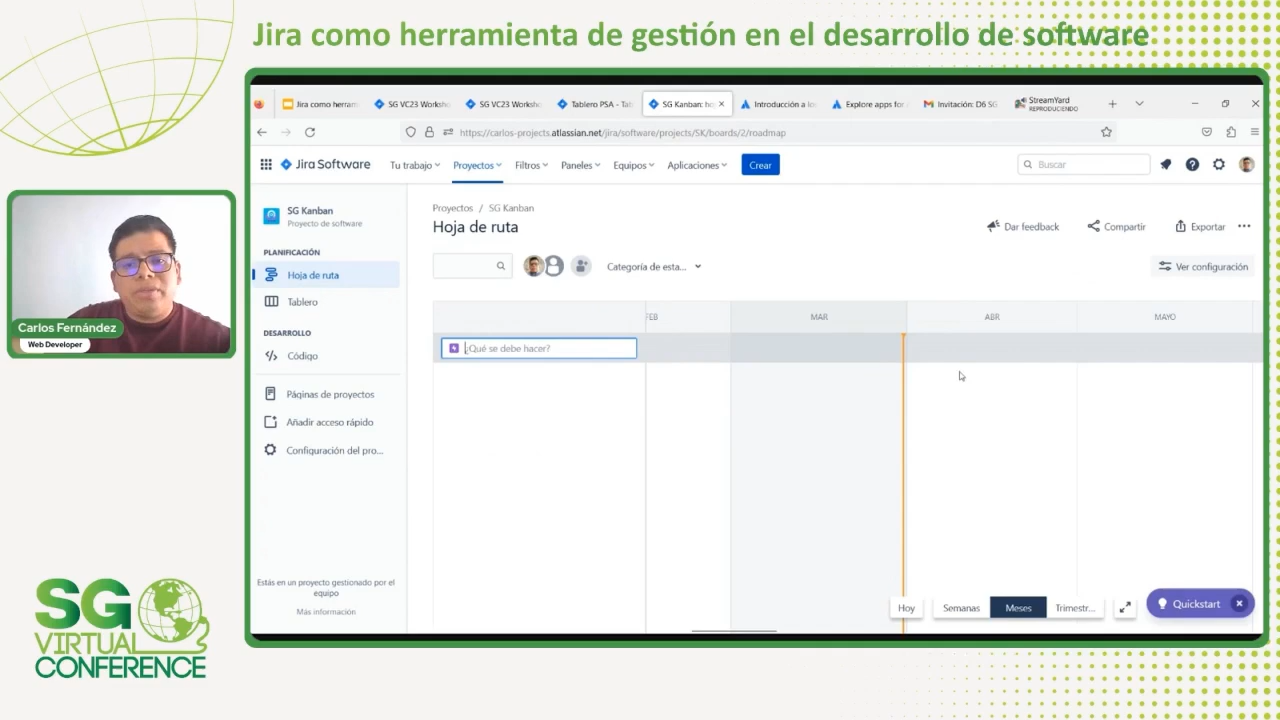 Jira como herramienta de gestión en el desarrollo de software
Jira como herram
SG VC23 Worksho
SG VC23 Worksho
Tablero PSA - Tab
SG Kanban: ho
Introducción a lo
Explore apps for
Invitación: D6 SG
StreamYard
REPRODUCIENDO
https://carlos-projects.atlassian.net/jira/software/projects/SK/boards/2/roadmap
Jira Software
Tu trabajo
Proyectos
Filtros
Paneles
Equipos
Aplicaciones
Crear
Buscar
SG Kanban
Proyecto de software
PLANIFICACIÓN
Hoja de ruta
Tablero
DESARROLLO
Código
Páginas de proyectos
Añadir acceso rápido
Configuración del pro...
Estás en un proyecto gestionado por el
equipo
Más información
Proyectos / SG Kanban
Hoja de ruta
Dar feedback
Compartir
Exportar
Categoría de esta...
Ver configuración
FEB
MAR
ABR
MAYO
¿Qué se debe hacer?
Hoy
Semanas
Meses
Trimestr...
Quickstart
Carlos Fernández
Web Developer
SG
VIRTUAL
CONFERENCE